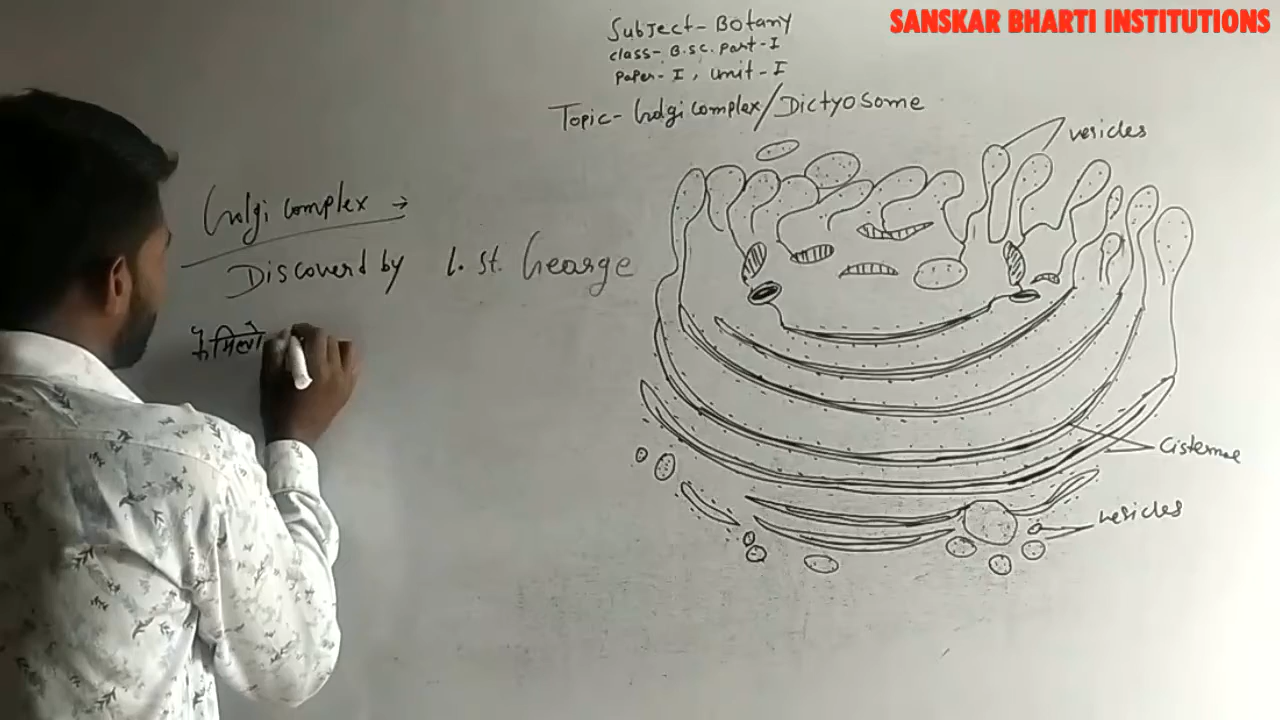 SANSKAR BHARTI INSTITUTIONS
Subject- Botany
class- B.sc. part-I
paper- I, unit-I
Topic- Golgi complex/Dictyosome
vesicles
Golgi complex →
Discoverd by L. St. George
कैमिलो
Cisternae
vesicles